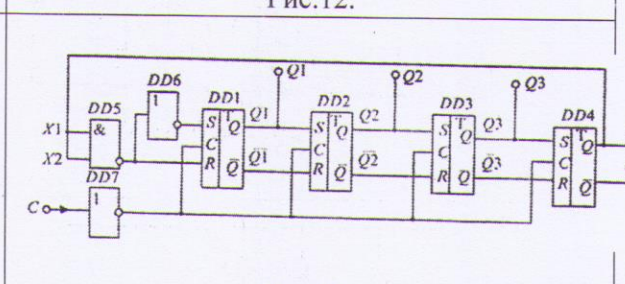 Рис.12.
DD6
1
Q1
Q2
Q3
DD5
&
X1
X2
DD1
S T Q
C
R Q̅
Q1
Q̅1
DD2
S T Q
C
R Q̅
Q2
Q̅2
DD3
S T Q
C
R Q
Q3
Q̅3
DD4
S T Q
C
R Q̅
DD7
1
C